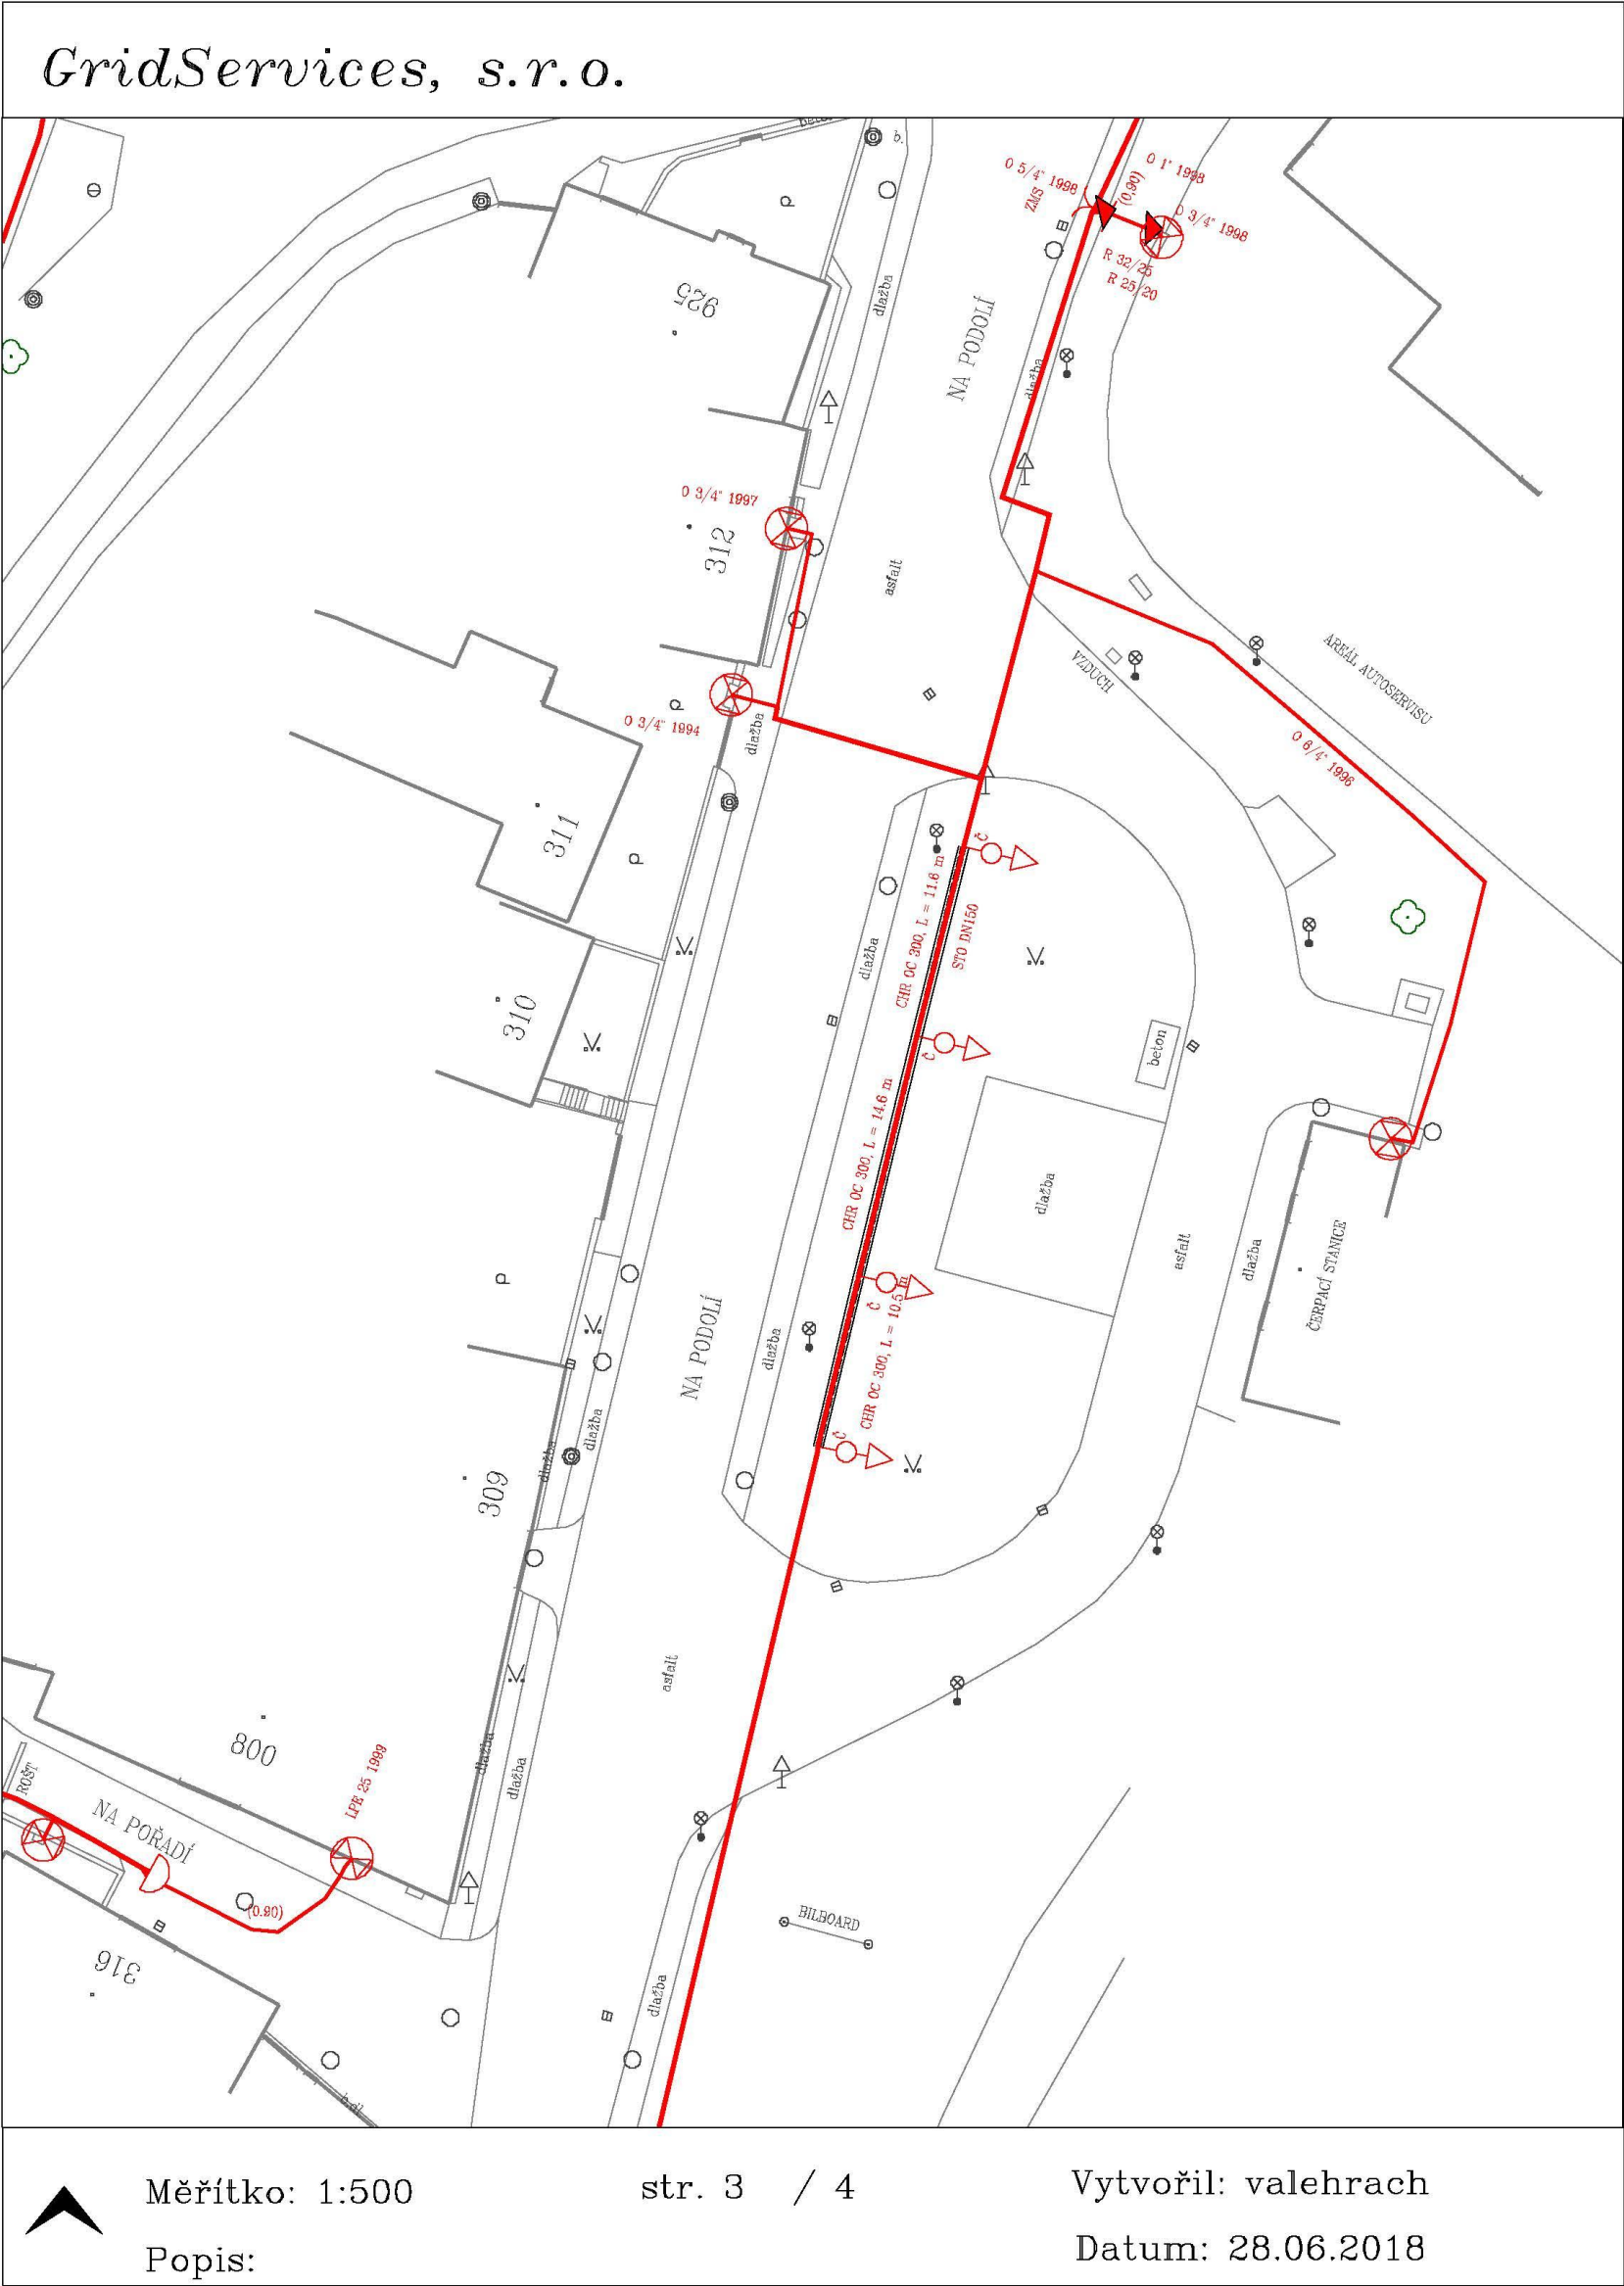 GridServices, s.r.o.
b.
O 5/4" 1998
ZMS
(0,90)
O 1" 1998
O 3/4" 1998
R 32/25
R 25/20
925
dlažba
NA PODOLÍ
dlažba
O 3/4" 1997
312
asfalt
AREÁL AUTOSERVISU
VZDUCH
O 3/4" 1994
dlažba
O 6/4" 1996
311
č
CHR OC 300, L = 11.6 m
STO DN150
dlažba
310
č
beton
CHR OC 300, L = 14.6 m
dlažba
asfalt
dlažba
ČERPACÍ STANICE
č
CHR OC 300, L = 10.5 m
NA PODOLÍ
dlažba
dlažba
dlažba
č
309
asfalt
800
LPE 25 1999
dlažba
dlažba
ROŠT
NA POŘADÍ
(0.90)
BILBOARD
316
dlažba
b.dl
Měřítko: 1:500
str. 3 / 4
Vytvořil: valehrach
Popis:
Datum: 28.06.2018